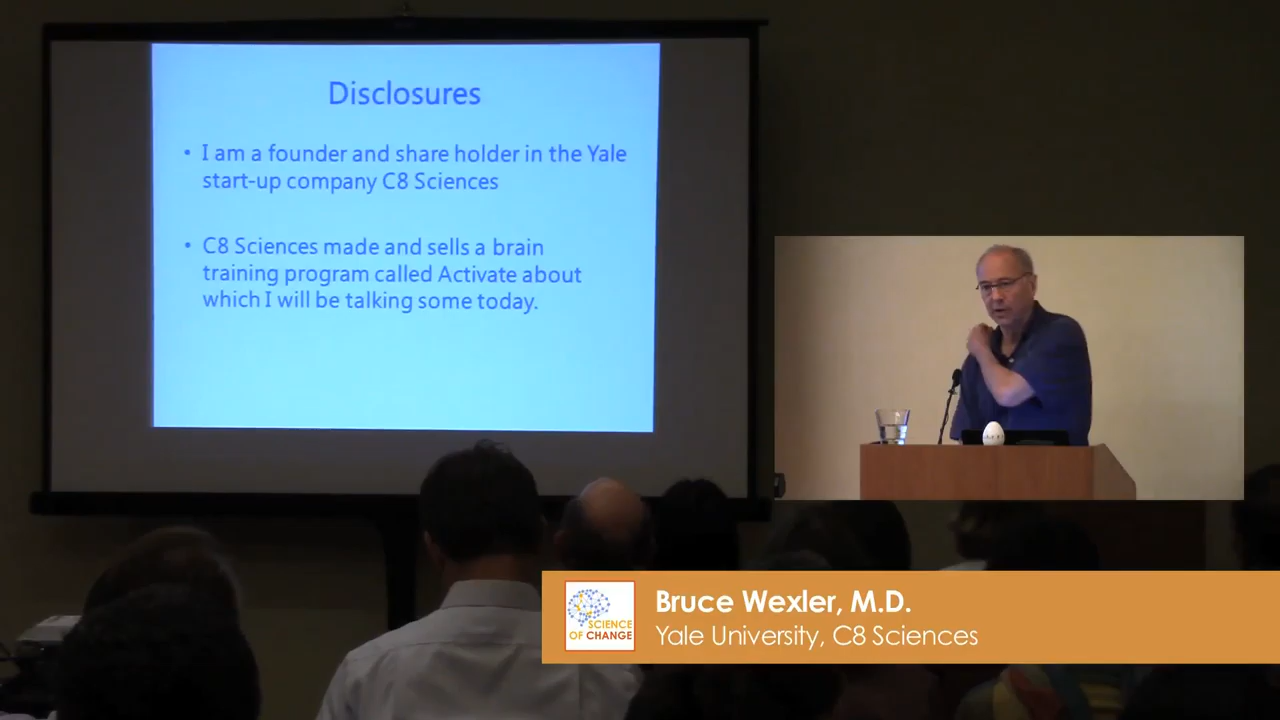 Disclosures
• I am a founder and share holder in the Yale
start-up company C8 Sciences
• C8 Sciences made and sells a brain
training program called Activate about
which I will be talking some today.
SCIENCE
OF CHANGE
Bruce Wexler, M.D.
Yale University, C8 Sciences